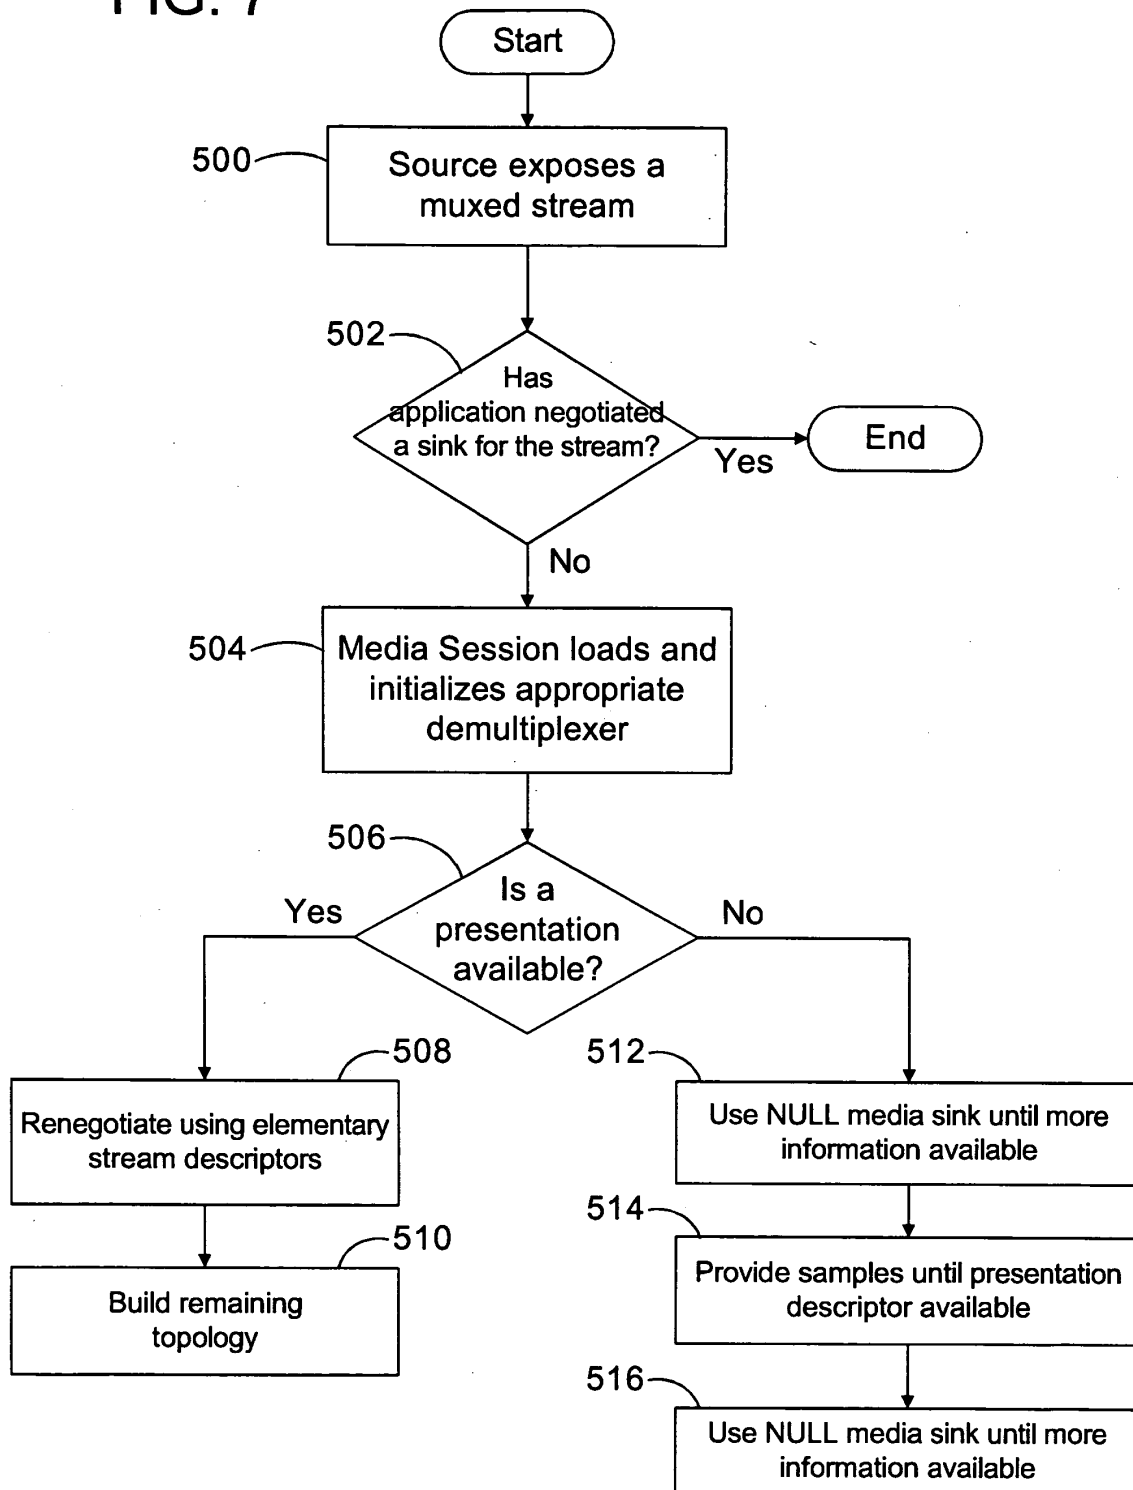 FIG. 7
Start
500
Source exposes a
muxed stream
502
Has
application negotiated
a sink for the stream?
Yes
End
No
504
Media Session loads and
initializes appropriate
demultiplexer
506
Is a
presentation
available?
Yes
No
508
Renegotiate using elementary
stream descriptors
510
Build remaining
topology
512
Use NULL media sink until more
information available
514
Provide samples until presentation
descriptor available
516
Use NULL media sink until more
information available